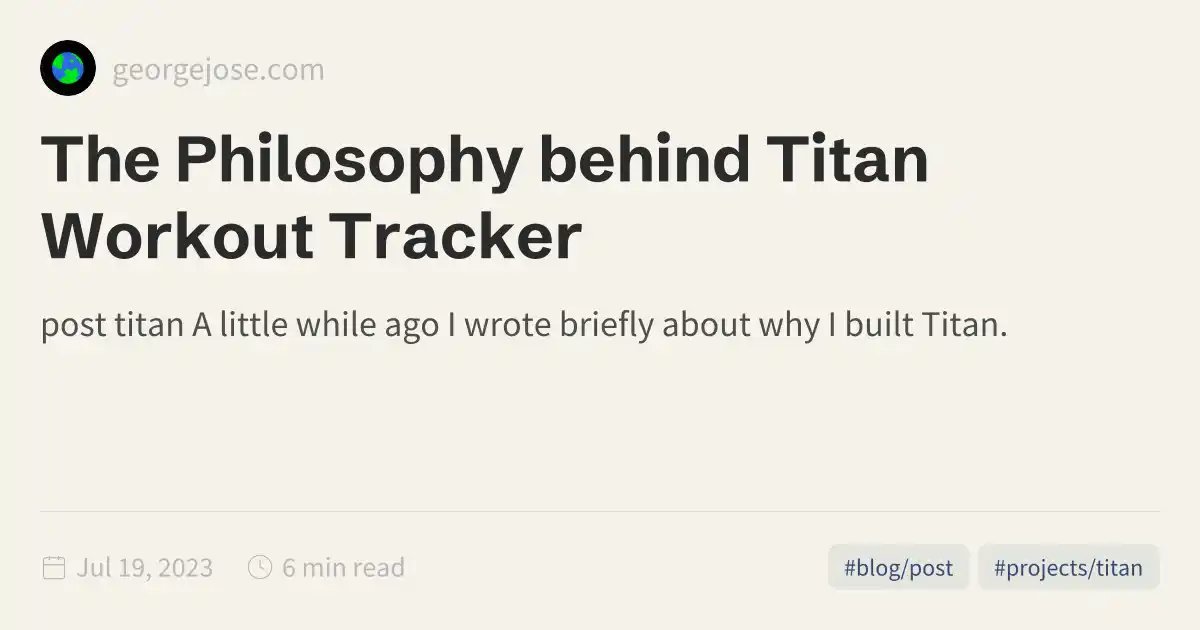 georgejose.com
The Philosophy behind Titan
Workout Tracker
post titan A little while ago I wrote briefly about why I built Titan.
Jul 19, 2023 6 min read #blog/post #projects/titan